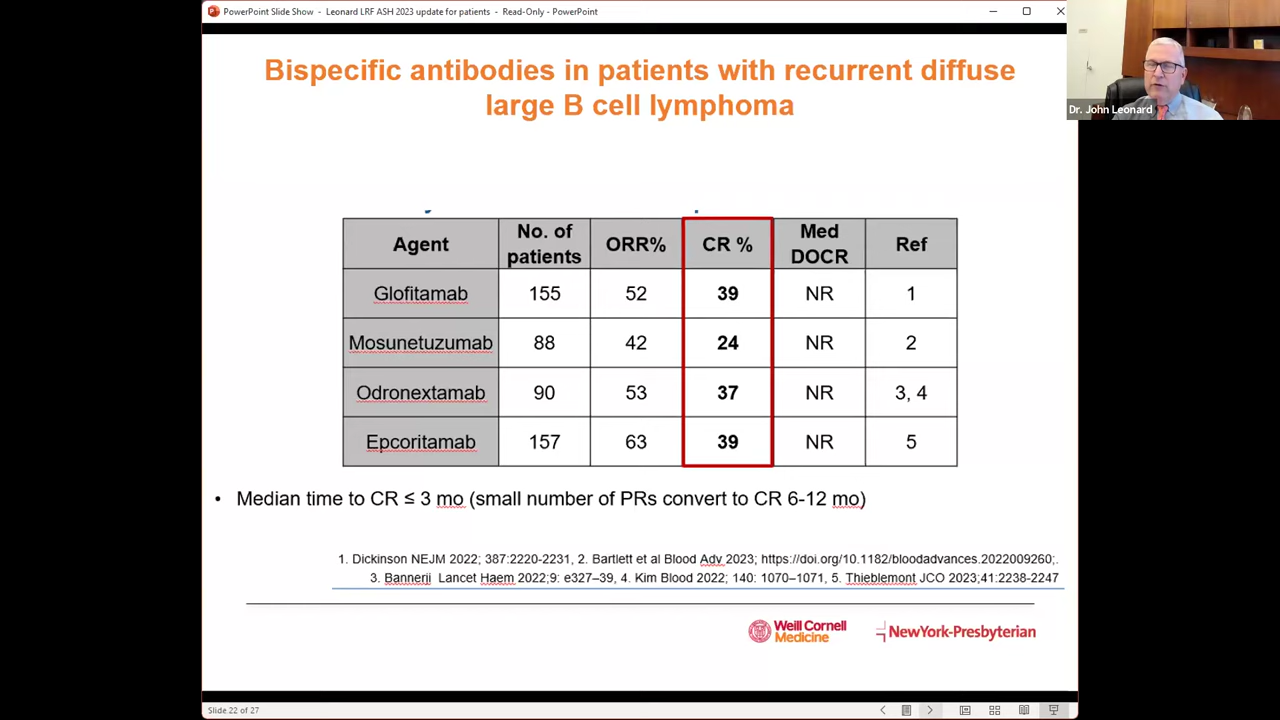 PowerPoint Slide Show - Leonard LRF ASH 2023 update for patients - Read-Only - PowerPoint
Dr. John Leonard
Bispecific antibodies in patients with recurrent diffuse
large B cell lymphoma
Agent No. of patients ORR% CR % Med DOCR Ref
Glofitamab 155 52 39 NR 1
Mosunetuzumab 88 42 24 NR 2
Odronextamab 90 53 37 NR 3, 4
Epcoritamab 157 63 39 NR 5
• Median time to CR ≤ 3 mo (small number of PRs convert to CR 6-12 mo)
1. Dickinson NEJM 2022; 387:2220-2231, 2. Bartlett et al Blood Adv 2023; https://doi.org/10.1182/bloodadvances.2022009260;.
3. Bannerii Lancet Haem 2022;9: e327–39, 4. Kim Blood 2022; 140: 1070–1071, 5. Thieblemont JCO 2023;41:2238-2247
Weill Cornell
Medicine
NewYork-Presbyterian
Slide 22 of 27